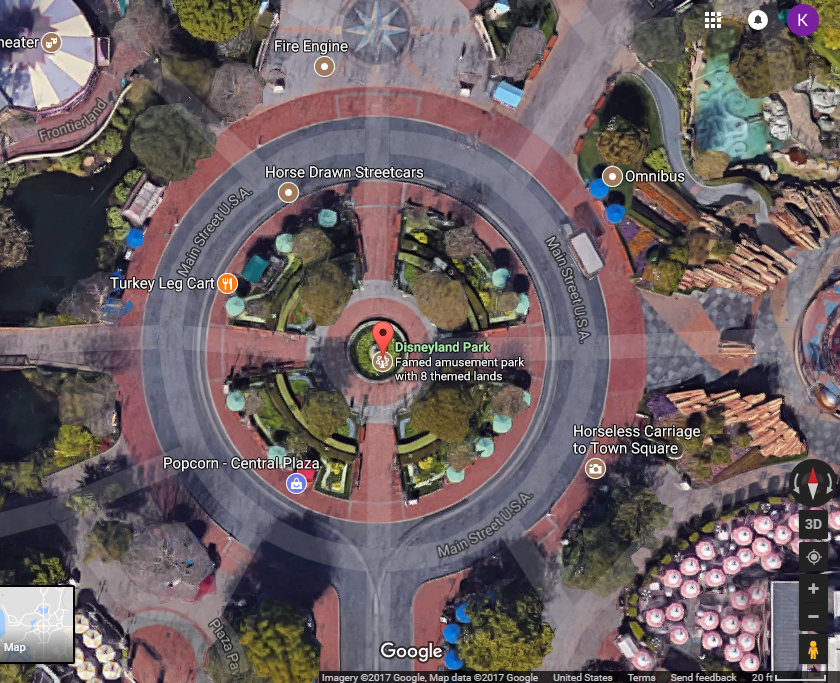 K
heater
Fire Engine
Frontierland
Horse Drawn Streetcars
Omnibus
Main Street U.S.A.
Main Street U.S.A.
Turkey Leg Cart
Disneyland Park
Famed amusement park
with 8 themed lands
Horseless Carriage
to Town Square
Popcorn - Central Plaza
3D
Main Street U.S.A.
Plaza Pa
Map
Google
Imagery ©2017 Google, Map data ©2017 Google United States Terms Send feedback 20 ft